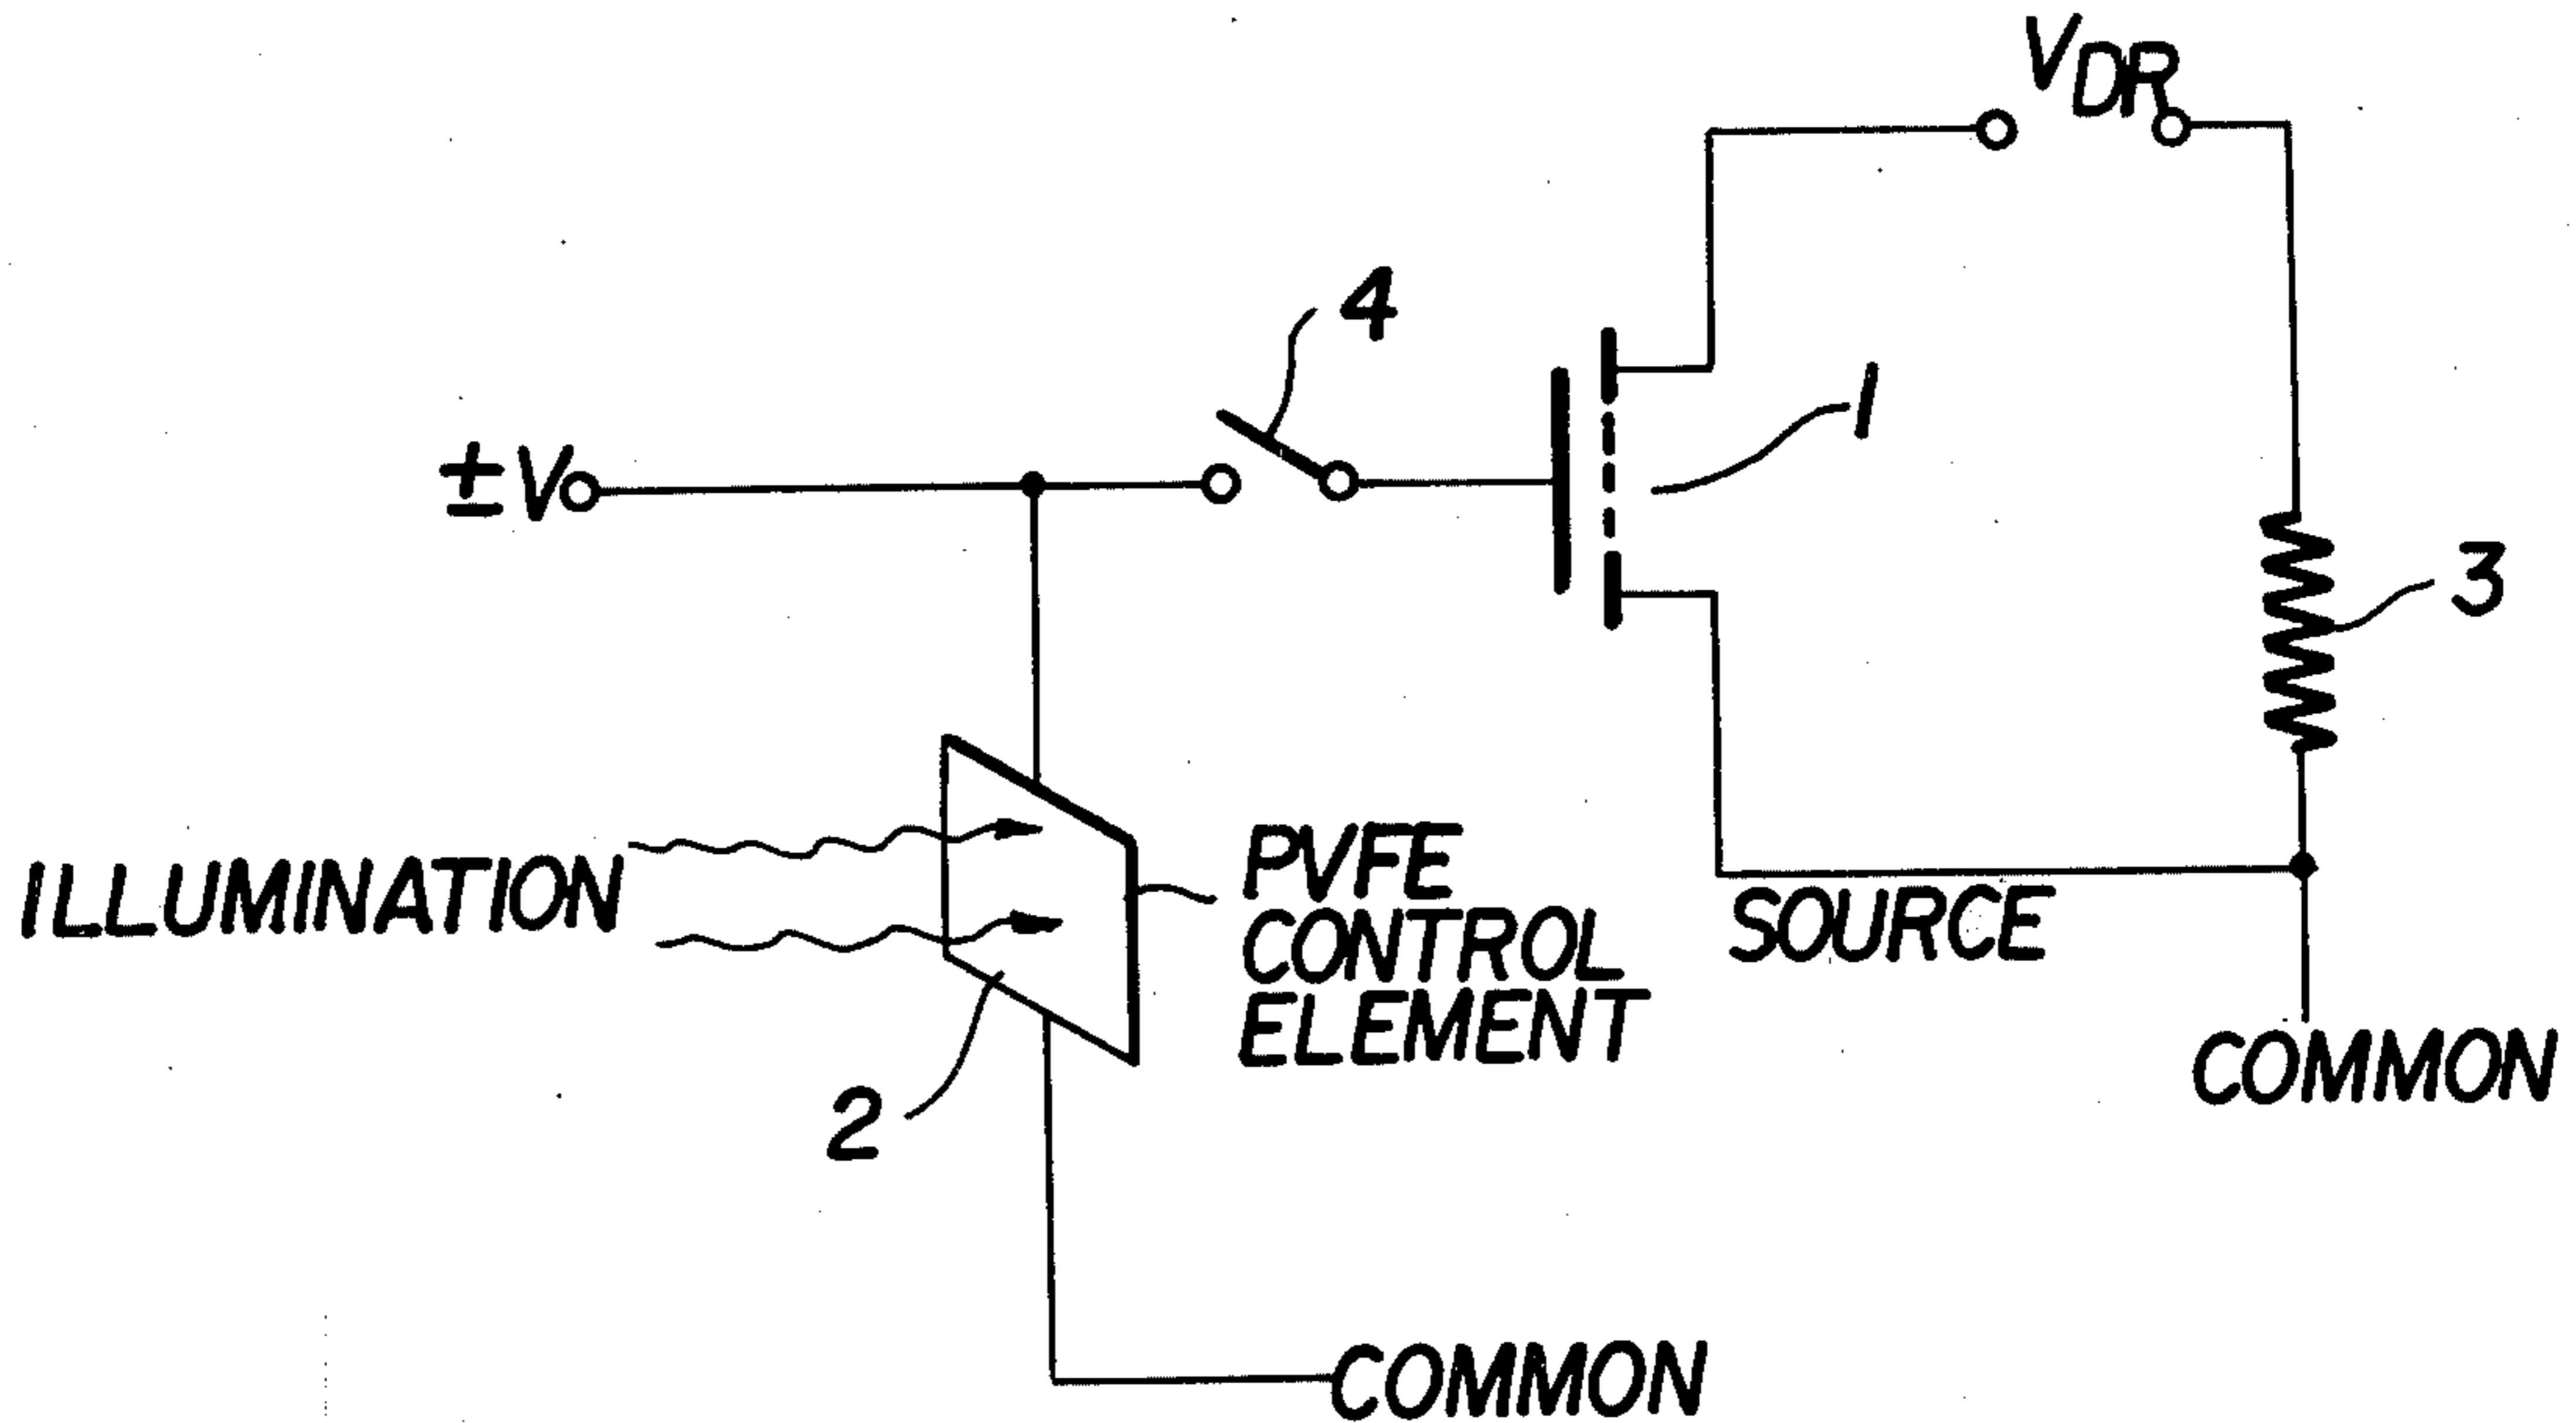 VDR
4
1
± V
3
PVFE
CONTROL
ELEMENT
ILLUMINATION
SOURCE
2
COMMON
COMMON